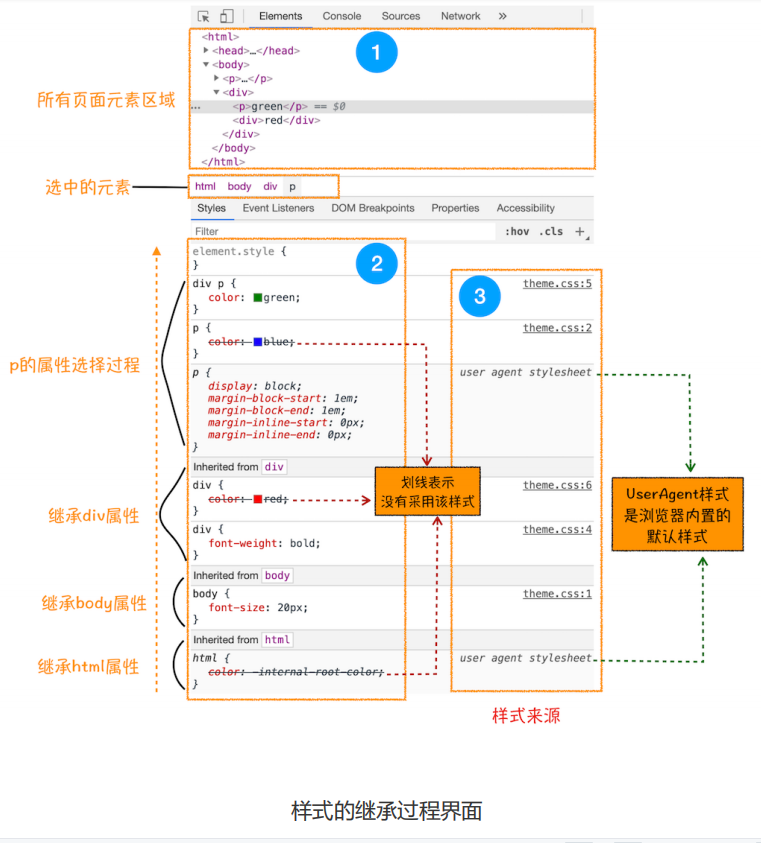 Elements Console Sources Network »
1
<html>
<head>…</head>
<body>
<p>…</p>
<div>
所有页面元素区域
… <p>green</p> == $0
<div>red</div>
</div>
</body>
</html>
选中的元素
html body div p
Styles Event Listeners DOM Breakpoints Properties Accessibility
Filter :hov .cls +
2
element.style {
}
3
div p { theme.css:5
color: green;
}
p { theme.css:2
color: blue;
}
p的属性选择过程
p { user agent stylesheet
display: block;
margin-block-start: 1em;
margin-block-end: 1em;
margin-inline-start: 0px;
margin-inline-end: 0px;
}
Inherited from div
div { theme.css:6
color: red;
}
划线表示
没有采用该样式
UserAgent样式
是浏览器内置的
默认样式
继承div属性
div { theme.css:4
font-weight: bold;
}
Inherited from body
继承body属性
body { theme.css:1
font-size: 20px;
}
Inherited from html
继承html属性
html { user agent stylesheet
color: -internal-root-color;
}
样式来源
样式的继承过程界面